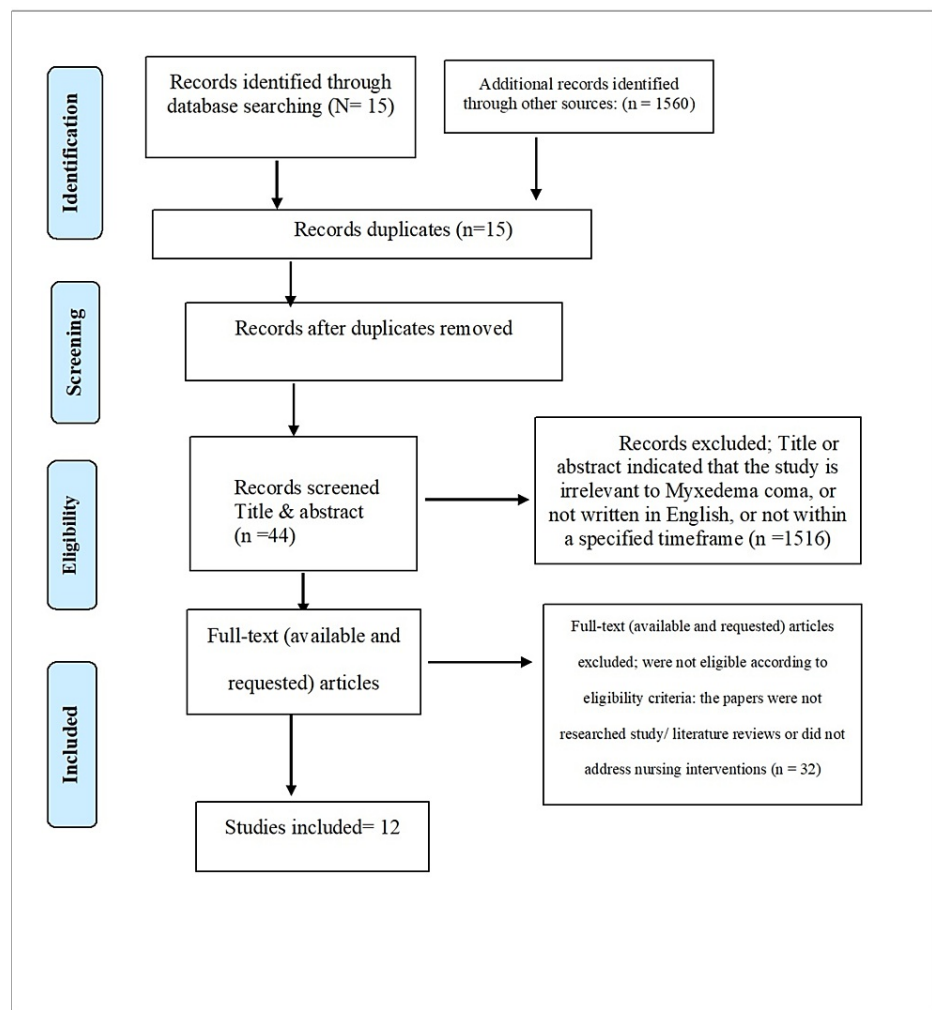 Identification
Records identified through
database searching (N= 15)
Additional records identified
through other sources: (n = 1560)
Records duplicates (n=15)
Screening
Records after duplicates removed
Eligibility
Records screened
Title & abstract
(n =44)
Records excluded; Title or
abstract indicated that the study is
irrelevant to Myxedema coma, or
not written in English, or not within
a specified timeframe (n =1516)
Included
Full-text (available and
requested) articles
Full-text (available and requested) articles
excluded; were not eligible according to
eligibility criteria: the papers were not
researched study/ literature reviews or did not
address nursing interventions (n = 32)
Studies included= 12